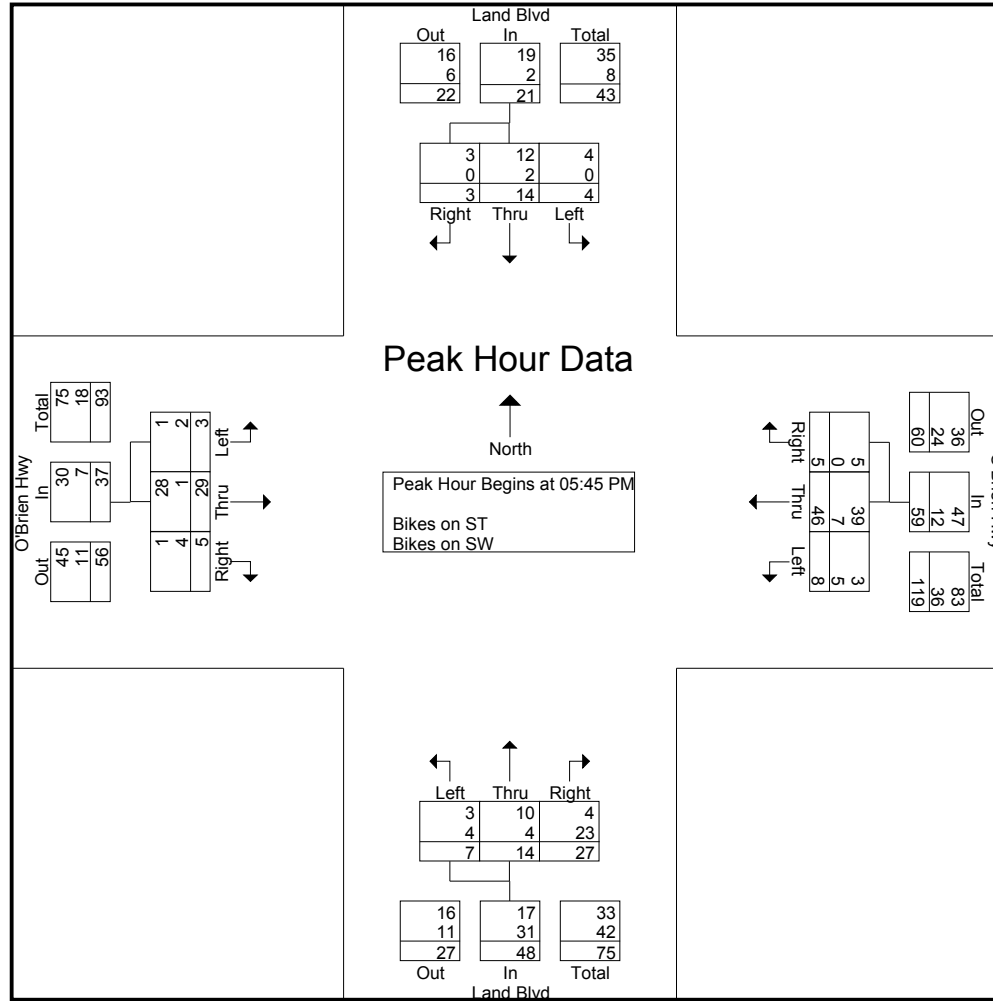 Land Blvd
Out In Total
16 19 35
6 2 8
22 21 43
3 12 4
0 2 0
3 14 4
Right Thru Left
Peak Hour Data
North
Peak Hour Begins at 05:45 PM
Bikes on ST
Bikes on SW
O'Brien Hwy
Out In Total
45 30 75
11 7 18
56 37 93
1 28 1
2 1 4
3 29 5
Left Thru Right
Out In Total
36 47 83
24 12 36
60 59 119
5 39 3
0 7 5
5 46 8
Right Thru Left
Left Thru Right
3 10 4
4 4 23
7 14 27
16 17 33
11 31 42
27 48 75
Out In Total
Land Blvd